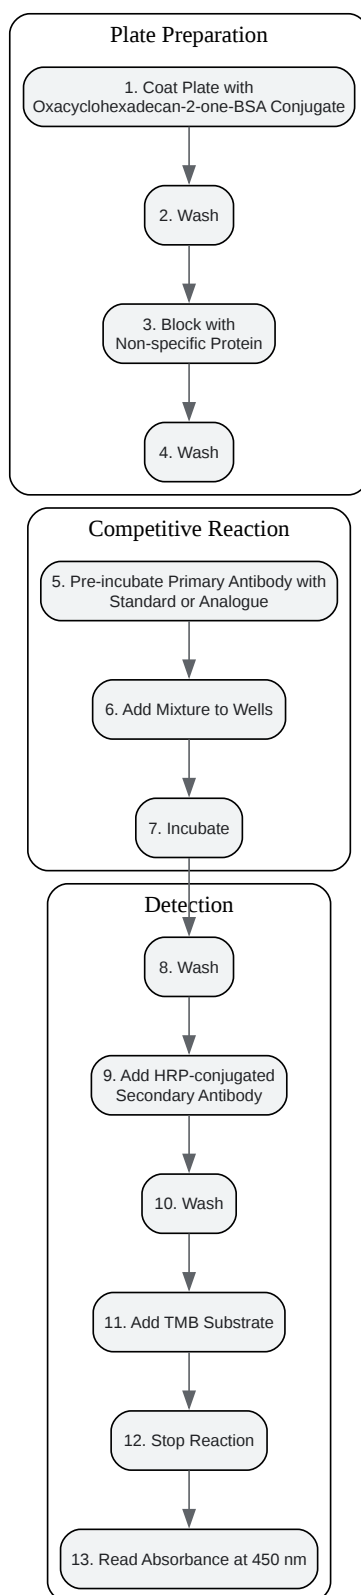 Plate Preparation
1. Coat Plate with
Oxacyclohexadecan-2-one-BSA Conjugate
2. Wash
3. Block with
Non-specific Protein
4. Wash
Competitive Reaction
5. Pre-incubate Primary Antibody with
Standard or Analogue
6. Add Mixture to Wells
7. Incubate
Detection
8. Wash
9. Add HRP-conjugated
Secondary Antibody
10. Wash
11. Add TMB Substrate
12. Stop Reaction
13. Read Absorbance at 450 nm